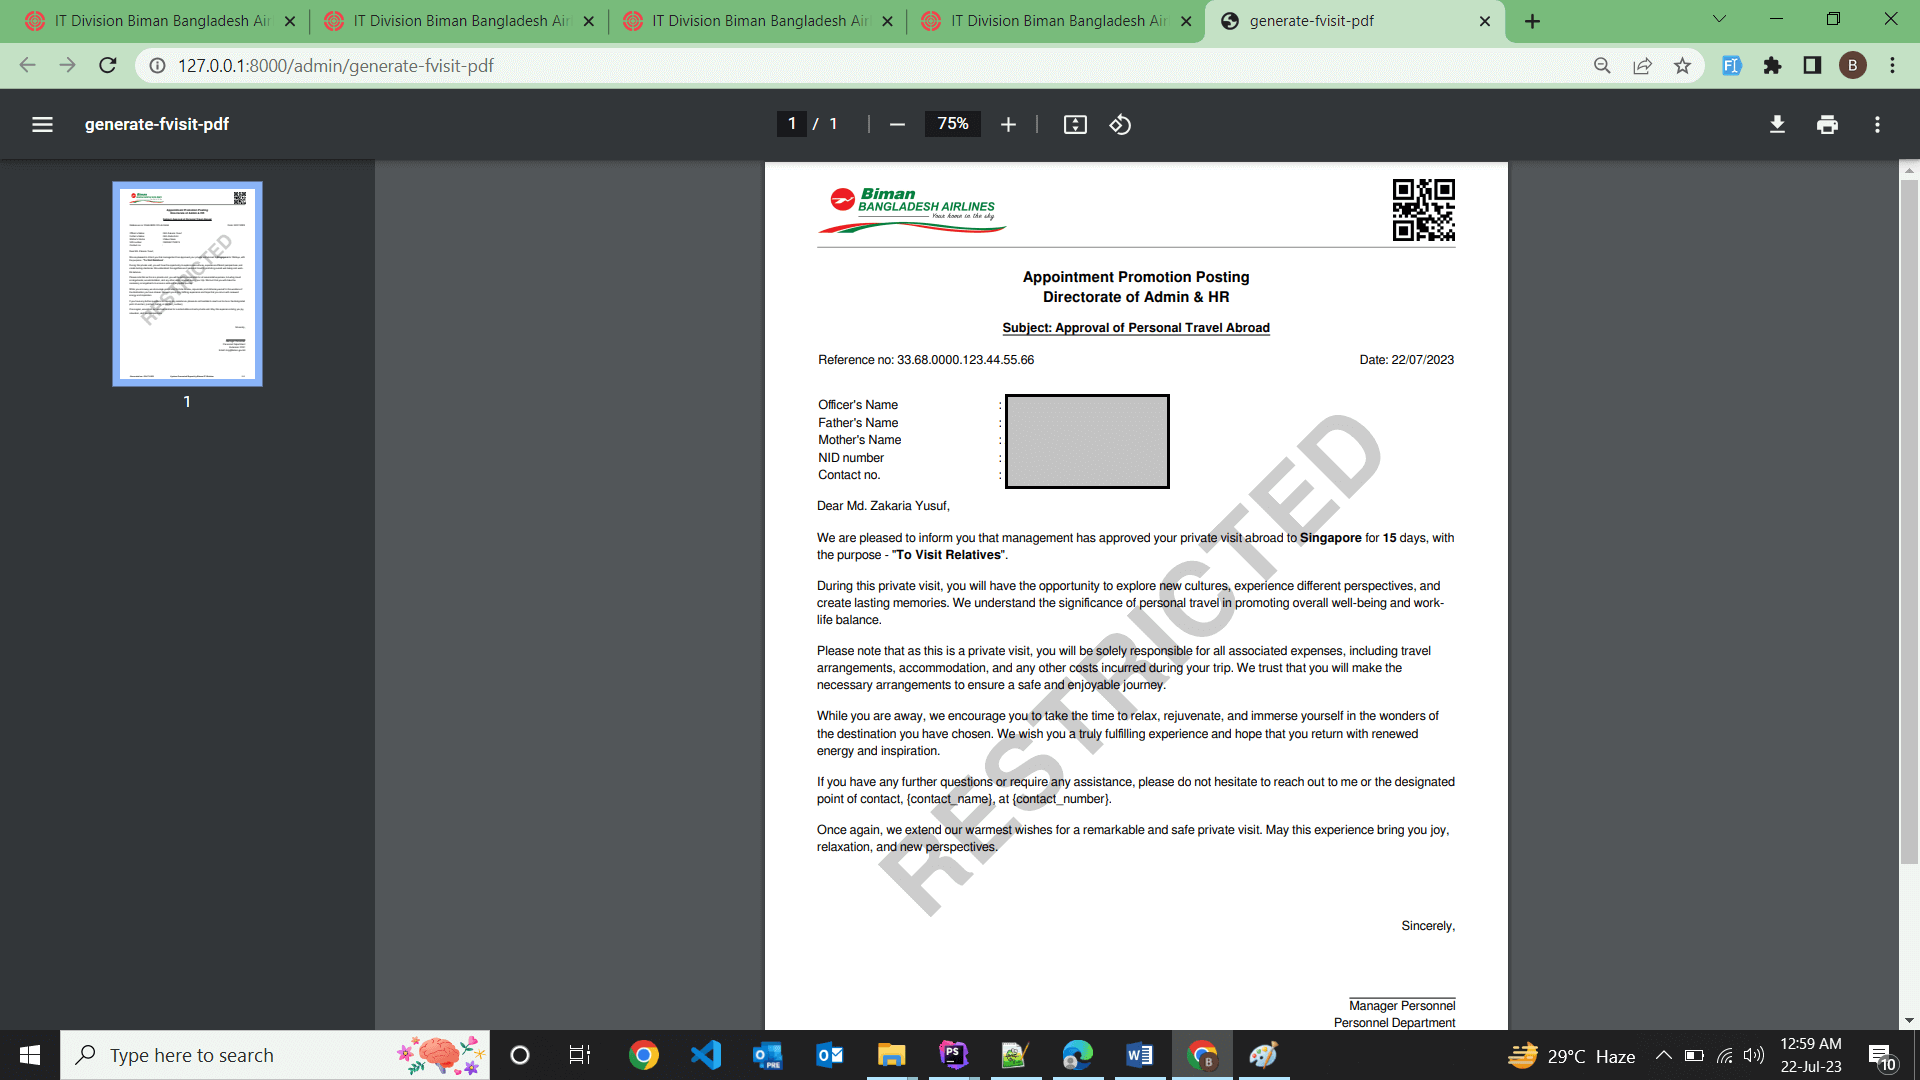 IT Division Biman Bangladesh Air
IT Division Biman Bangladesh Air
IT Division Biman Bangladesh Air
IT Division Biman Bangladesh Air
generate-fvisit-pdf
127.0.0.1:8000/admin/generate-fvisit-pdf
B
generate-fvisit-pdf
1 / 1
75%
1
Biman
BANGLADESH AIRLINES
Your home in the sky
Appointment Promotion Posting
Directorate of Admin & HR
Subject: Approval of Personal Travel Abroad
Reference no: 33.68.0000.123.44.55.66 Date: 22/07/2023
Officer's Name :
Father's Name :
Mother's Name :
NID number :
Contact no. :
Dear Md. Zakaria Yusuf,
We are pleased to inform you that management has approved your private visit abroad to Singapore for 15 days, with
the purpose - "To Visit Relatives".
During this private visit, you will have the opportunity to explore new cultures, experience different perspectives, and
create lasting memories. We understand the significance of personal travel in promoting overall well-being and work-
life balance.
Please note that as this is a private visit, you will be solely responsible for all associated expenses, including travel
arrangements, accommodation, and any other costs incurred during your trip. We trust that you will make the
necessary arrangements to ensure a safe and enjoyable journey.
While you are away, we encourage you to take the time to relax, rejuvenate, and immerse yourself in the wonders of
the destination you have chosen. We wish you a truly fulfilling experience and hope that you return with renewed
energy and inspiration.
If you have any further questions or require any assistance, please do not hesitate to reach out to me or the designated
point of contact, {contact_name}, at {contact_number}.
Once again, we extend our warmest wishes for a remarkable and safe private visit. May this experience bring you joy,
relaxation, and new perspectives.
RESTRICTED
Sincerely,
Manager Personnel
Personnel Department
Type here to search
29°C Haze
12:59 AM
22-Jul-23
10